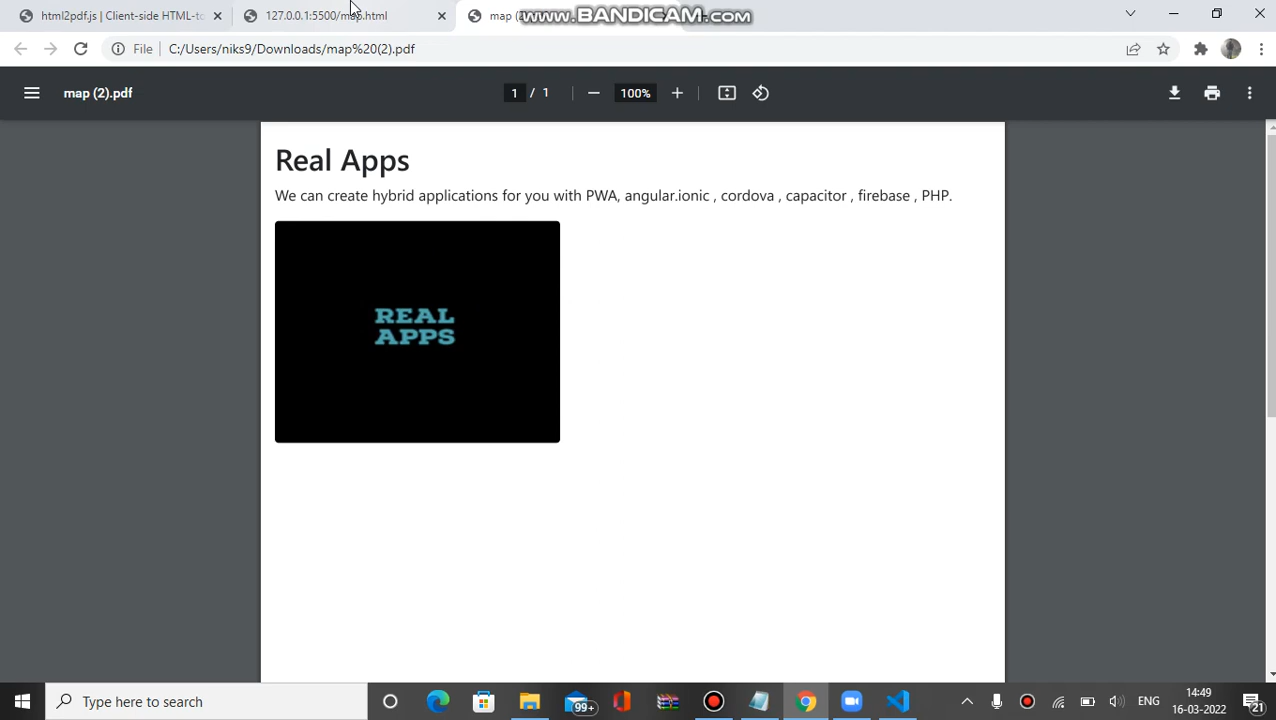 html2pdf.js | Client-side HTML-to
127.0.0.1:5500/map.html
map (
www.BANDICAM.com
File
C:/Users/niks9/Downloads/map%20(2).pdf
map (2).pdf
1 / 1
100%
Real Apps
We can create hybrid applications for you with PWA, angular.ionic , cordova , capacitor , firebase , PHP.
REAL
APPS
Type here to search
99+
ENG
14:49
16-03-2022
21